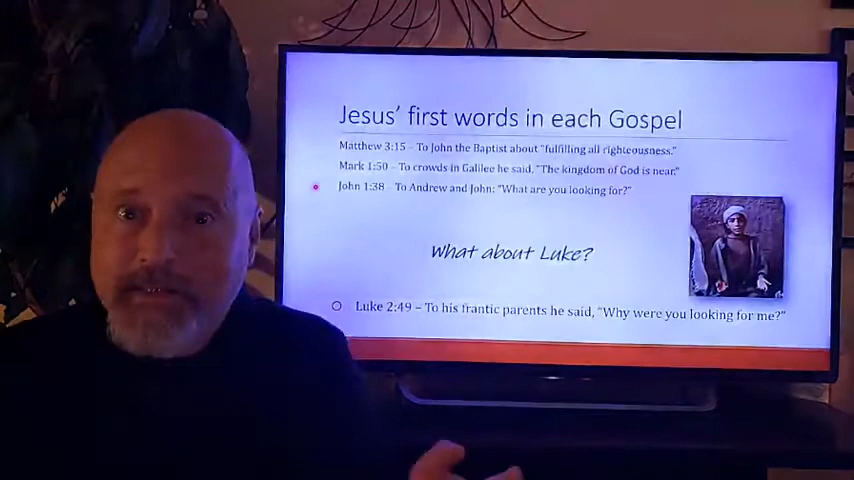 Jesus' first words in each Gospel
Matthew 3:15 – To John the Baptist about "fulfilling all righteousness."
Mark 1:50 – To crowds in Galilee he said, "The kingdom of God is near."
John 1:38 – To Andrew and John: "What are you looking for?"
What about Luke?
Luke 2:49 – To his frantic parents he said, "Why were you looking for me?"